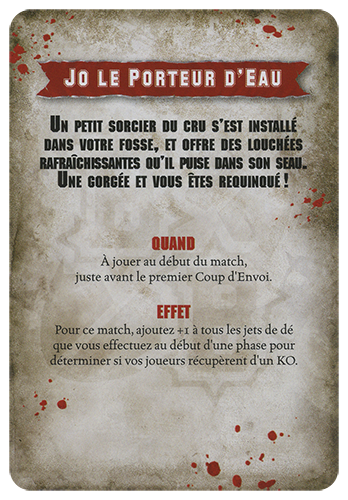 Jo le Porteur d'Eau
Un petit sorcier du cru s'est installé
dans votre fosse, et offre des louchées
rafraîchissantes qu'il puise dans son seau.
Une gorgée et vous êtes requinqué !
QUAND
À jouer au début du match,
juste avant le premier Coup d'Envoi.
EFFET
Pour ce match, ajoutez +1 à tous les jets de dé
que vous effectuez au début d'une phase pour
déterminer si vos joueurs récupèrent d'un KO.